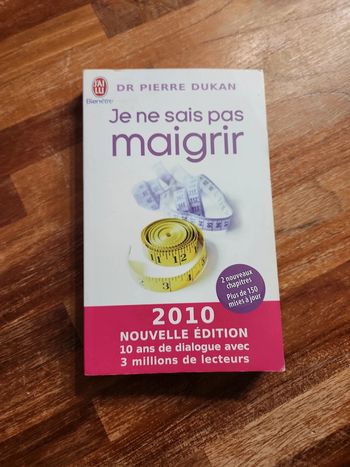 J'AI
LU
Bien-être
DR PIERRE DUKAN
Je ne sais pas
maigrir
2 nouveaux
chapitres
Plus de 150
mises à jour
2010
NOUVELLE ÉDITION
10 ans de dialogue avec
3 millions de lecteurs